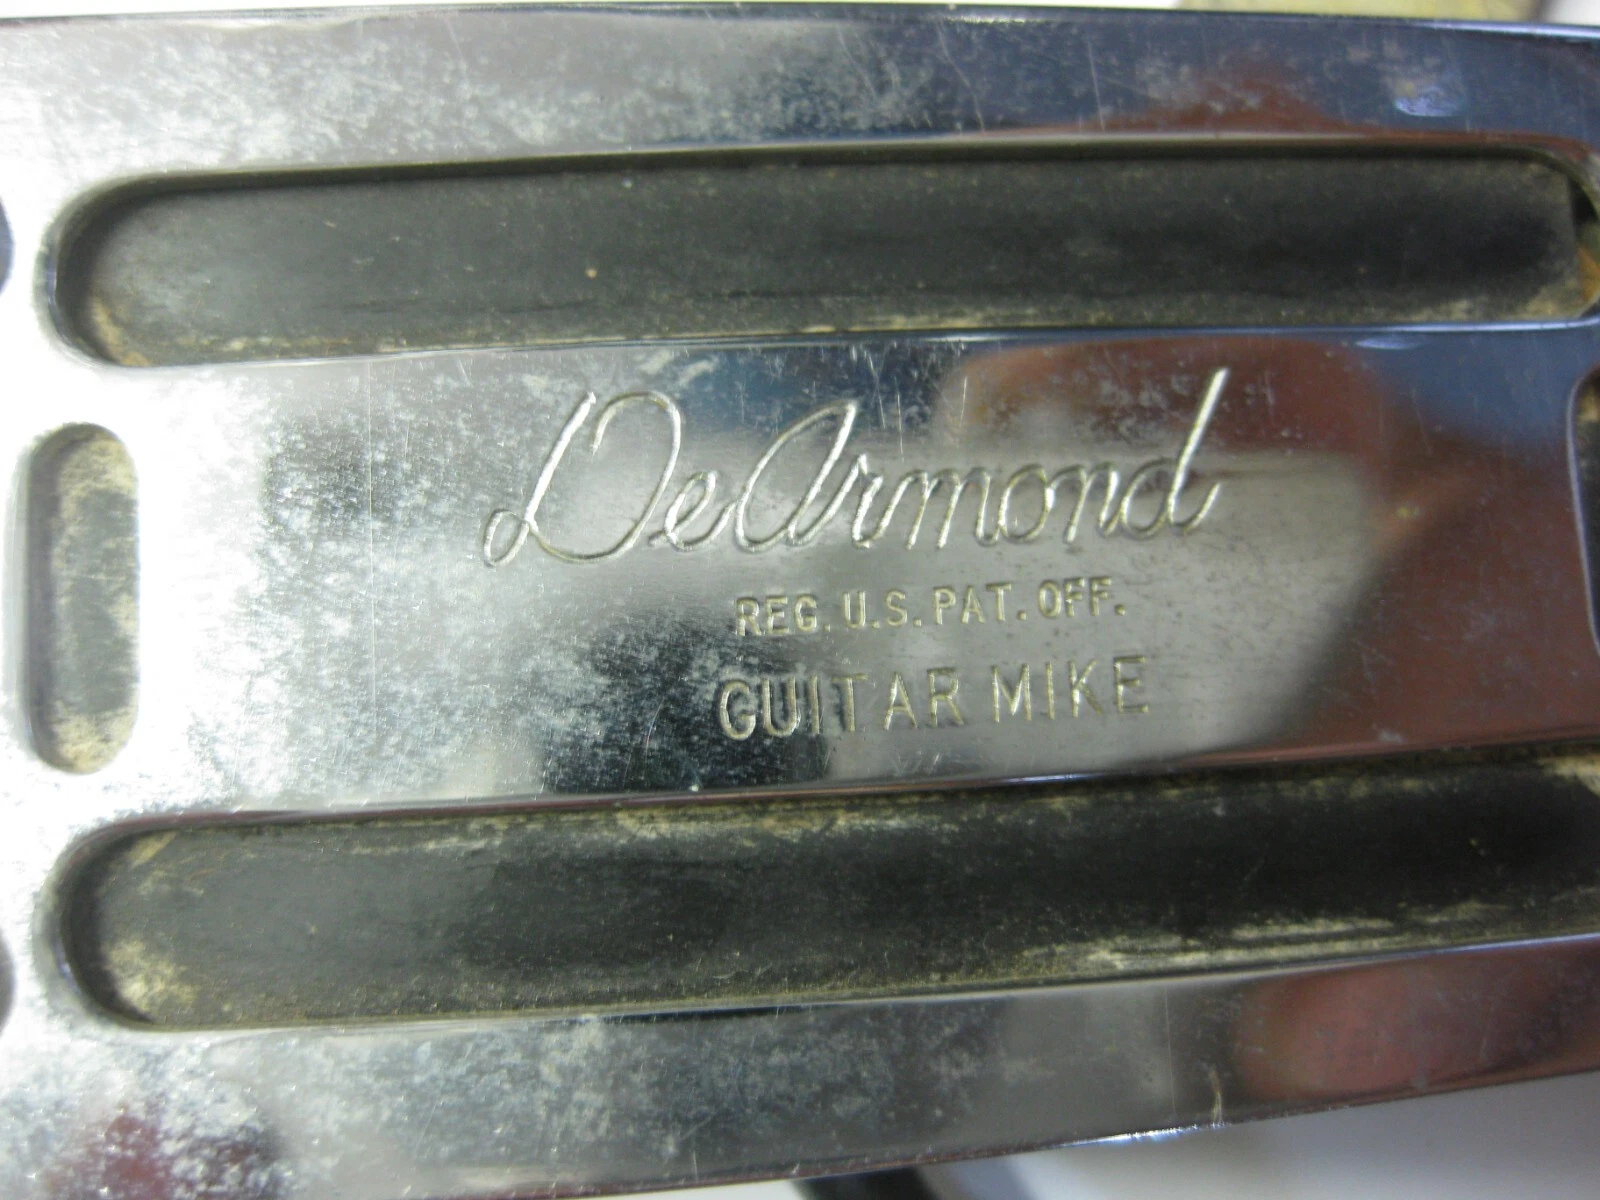 DeArmond
REG. U.S. PAT. OFF.
GUITAR MIKE